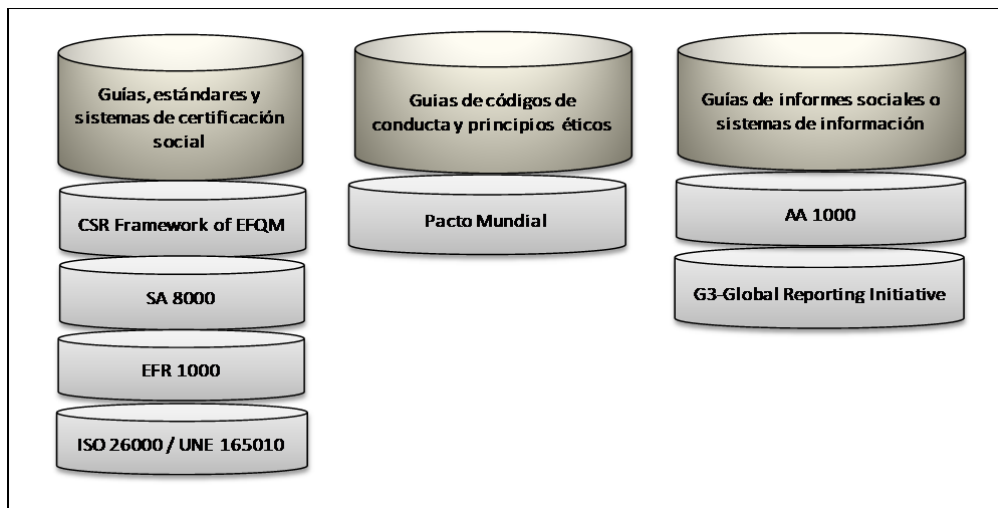 Guías, estándares y
sistemas de certificación
social
CSR Framework of EFQM
SA 8000
EFR 1000
ISO 26000 / UNE 165010
Guias de códigos de
conducta y principios éticos
Pacto Mundial
Guías de informes sociales o
sistemas de información
AA 1000
G3-Global Reporting Initiative